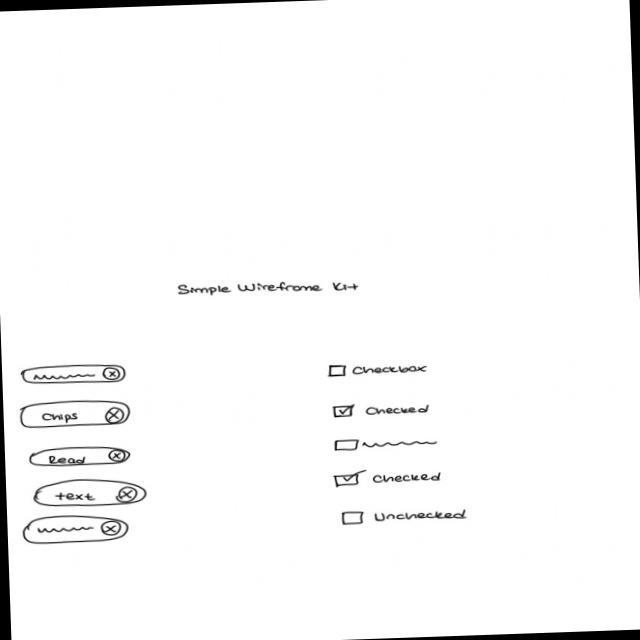 Simple Wireframe Kit
Chips
Read
text
Checkbox
Checked
Checked
Unchecked